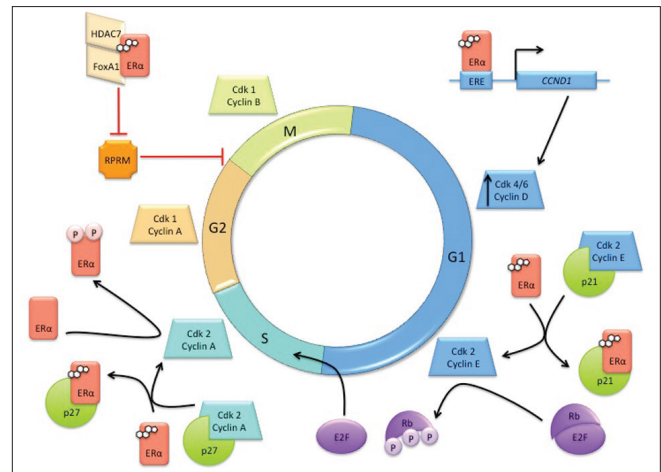 HDAC7
FoxA1
ERα
RPRM
Cdk 1
Cyclin B
ERα
ERE
CCND1
Cdk 4/6
Cyclin D
M
G2
G1
S
Cdk 1
Cyclin A
P P
ERα
ERα
Cdk 2
Cyclin A
ERα
p27
ERα
Cdk 2
Cyclin A
p27
ERα
Cdk 2
Cyclin E
p21
ERα
p21
Cdk 2
Cyclin E
E2F
Rb
P P P
Rb
E2F